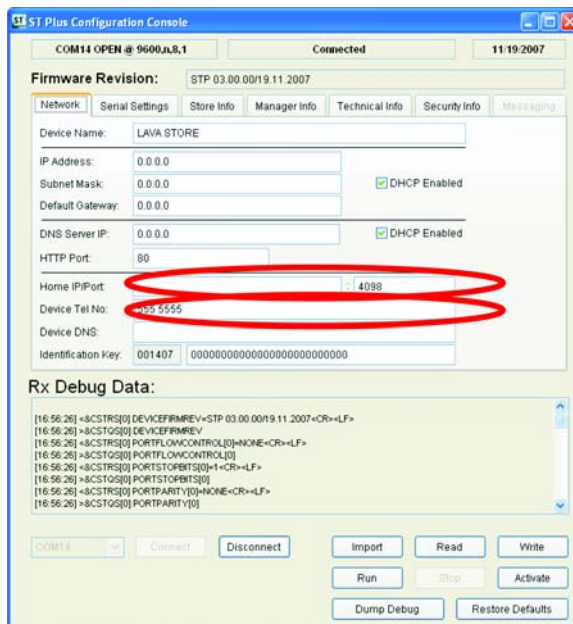 ST ST Plus Configuration Console
COM14 OPEN @ 9600,n,8,1 Connected 11/19/2007
Firmware Revision: STP 03.00.00/19.11.2007
Network Serial Settings Store Info Manager Info Technical Info Security Info Messaging
Device Name: LAVA STORE
IP Address: 0.0.0.0
Subnet Mask: 0.0.0.0 DHCP Enabled
Default Gateway: 0.0.0.0
DNS Server IP: 0.0.0.0 DHCP Enabled
HTTP Port: 80
Home IP/Port: : 4098
Device Tel No: 555 5555
Device DNS:
Identification Key: 001407 00000000000000000000000000
Rx Debug Data:
[16:56:26] <&CSTRS[0] DEVICEFIRMREV=STP 03.00.00/19.11.2007<CR><LF>
[16:56:26] >&CSTQS[0] DEVICEFIRMREV
[16:56:26] <&CSTRS[0] PORTFLOWCONTROL[0]=NONE<CR><LF>
[16:56:26] >&CSTQS[0] PORTFLOWCONTROL[0]
[16:56:26] <&CSTRS[0] PORTSTOPBITS[0]=1<CR><LF>
[16:56:26] >&CSTQS[0] PORTSTOPBITS[0]
[16:56:26] <&CSTRS[0] PORTPARITY[0]=NONE<CR><LF>
[16:56:26] >&CSTQS[0] PORTPARITY[0]
COM14 Connect Disconnect Import Read Write
Run Stop Activate
Dump Debug Restore Defaults